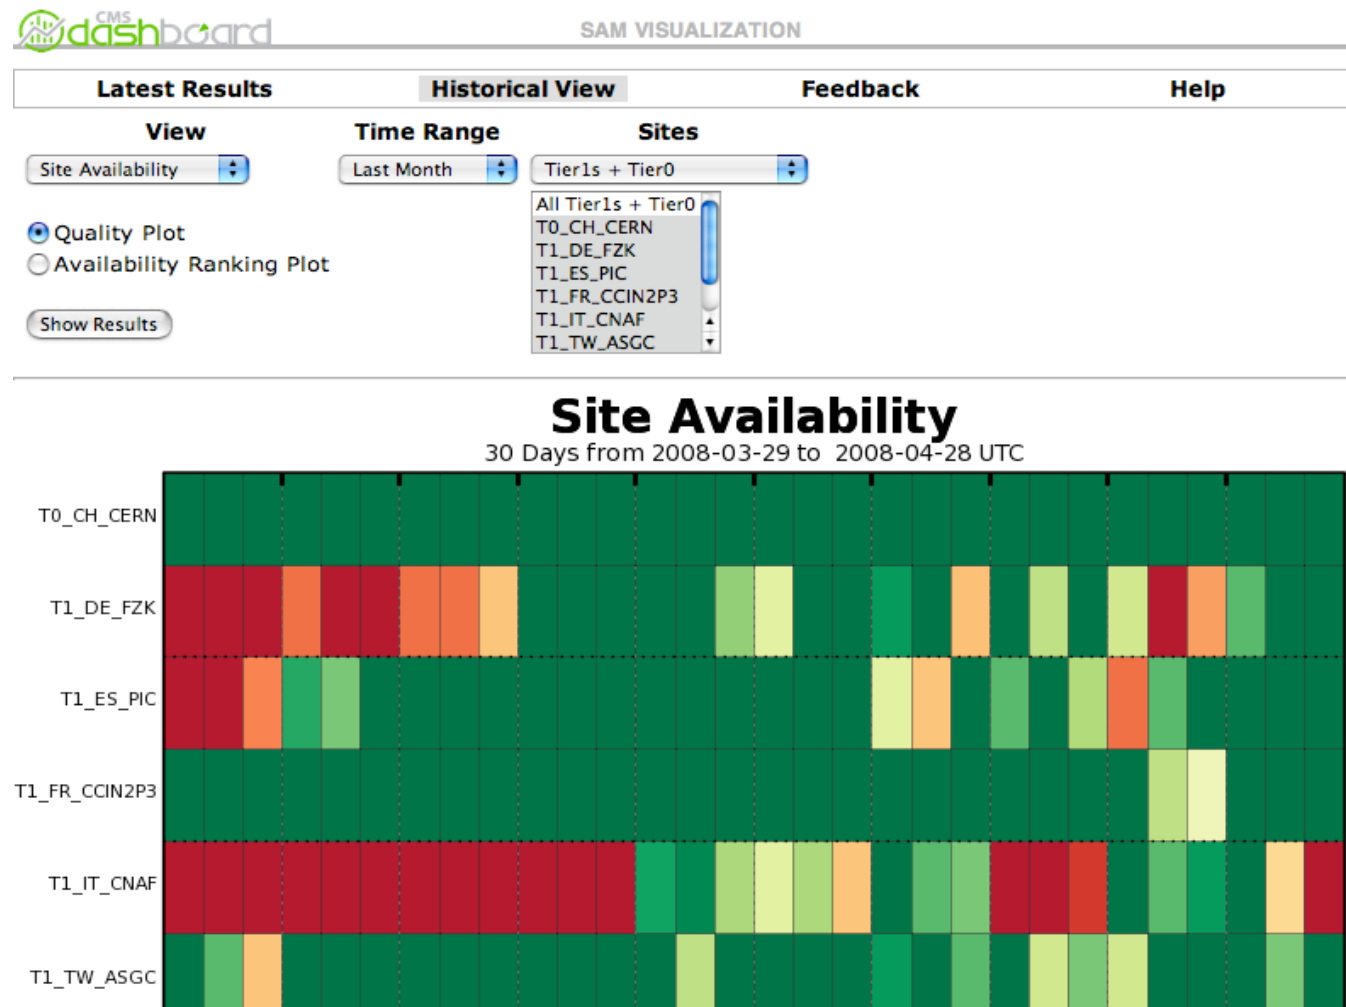 CMS
dashboard
SAM VISUALIZATION
Latest Results
Historical View
Feedback
Help
View
Time Range
Sites
Site Availability
Last Month
Tier1s + Tier0
All Tier1s + Tier0
T0_CH_CERN
T1_DE_FZK
T1_ES_PIC
T1_FR_CCIN2P3
T1_IT_CNAF
T1_TW_ASGC
Quality Plot
Availability Ranking Plot
Show Results
Site Availability
30 Days from 2008-03-29 to 2008-04-28 UTC
T0_CH_CERN
T1_DE_FZK
T1_ES_PIC
T1_FR_CCIN2P3
T1_IT_CNAF
T1_TW_ASGC